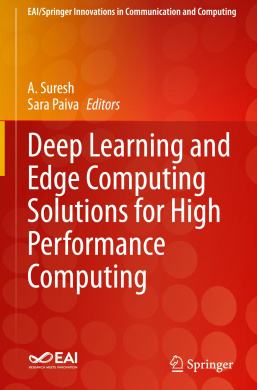 EAI/Springer Innovations in Communication and Computing
A. Suresh
Sara Paiva Editors
Deep Learning and
Edge Computing
Solutions for High
Performance
Computing
EAI
RESEARCH MEETS INNOVATION
Springer